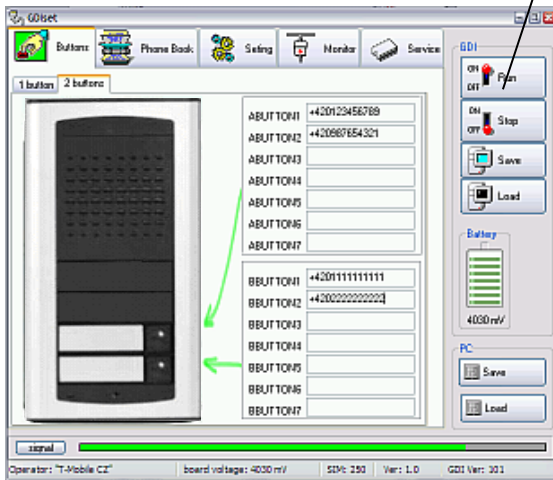 GDIset
Buttons Phone Book Seting Monitor Service
1 button 2 buttons
ABUTTON1 +420123456789
ABUTTON2 +420987654321
ABUTTON3
ABUTTON4
ABUTTON5
ABUTTON6
ABUTTON7
BBUTTON1 +4201111111111
BBUTTON2 +4202222222222
BBUTTON3
BBUTTON4
BBUTTON5
BBUTTON6
BBUTTON7
GDI
ON OFF Run
ON OFF Stop
Save
Load
Battery
4030 mV
PC
Save
Load
signal
Operator: "T-Mobile CZ" board voltage: 4030 mV SIM: 250 Ver: 1.0 GDI Ver: 101